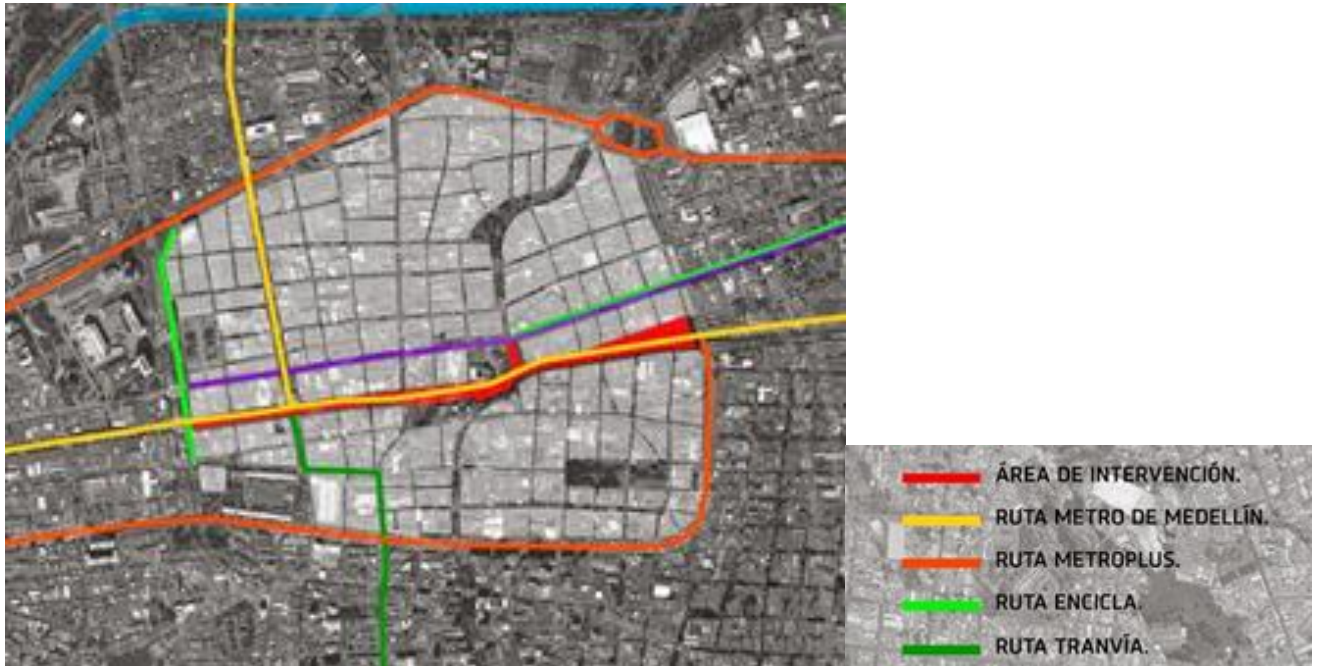 ÁREA DE INTERVENCIÓN.
RUTA METRO DE MEDELLÍN.
RUTA METROPLUS.
RUTA ENCICLA.
RUTA TRANVÍA.